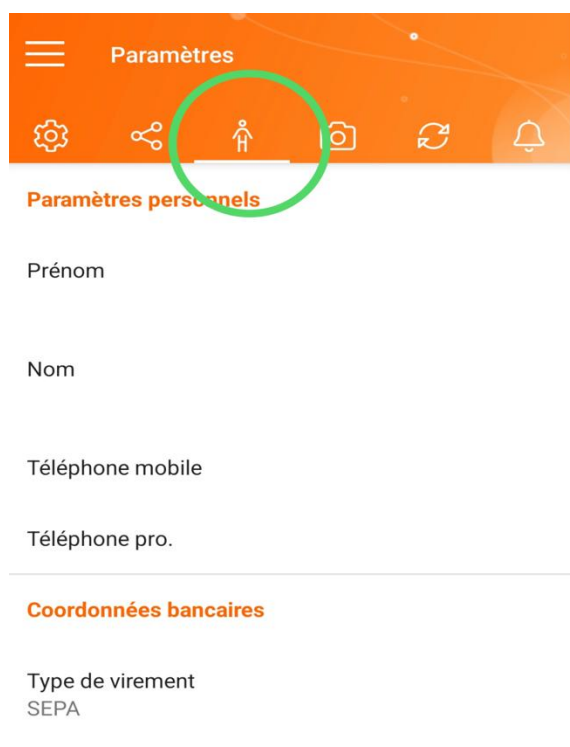 Paramètres
Paramètres personnels
Prénom
Nom
Téléphone mobile
Téléphone pro.
Coordonnées bancaires
Type de virement
SEPA